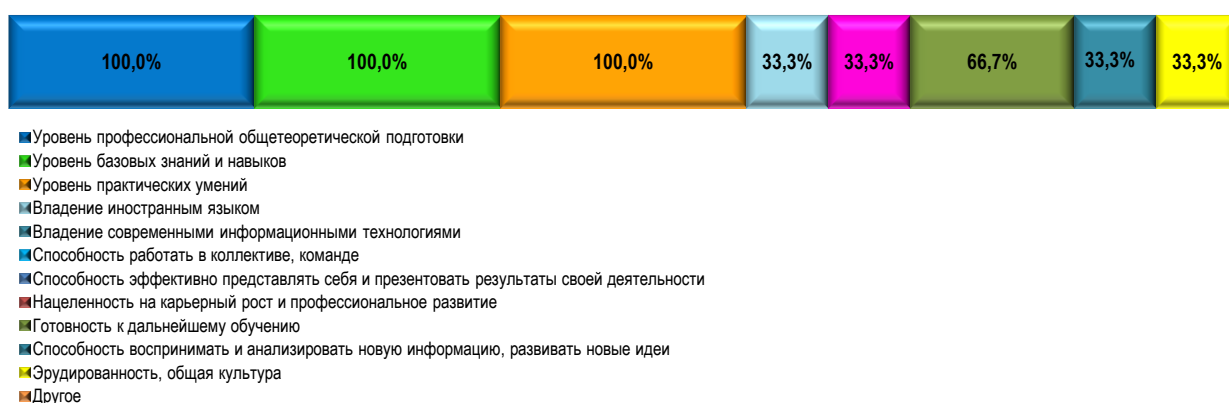 100,0% 100,0% 100,0% 33,3% 33,3% 66,7% 33,3% 33,3%
Уровень профессиональной общетеоретической подготовки
Уровень базовых знаний и навыков
Уровень практических умений
Владение иностранным языком
Владение современными информационными технологиями
Способность работать в коллективе, команде
Способность эффективно представлять себя и презентовать результаты своей деятельности
Нацеленность на карьерный рост и профессиональное развитие
Готовность к дальнейшему обучению
Способность воспринимать и анализировать новую информацию, развивать новые идеи
Эрудированность, общая культура
Другое